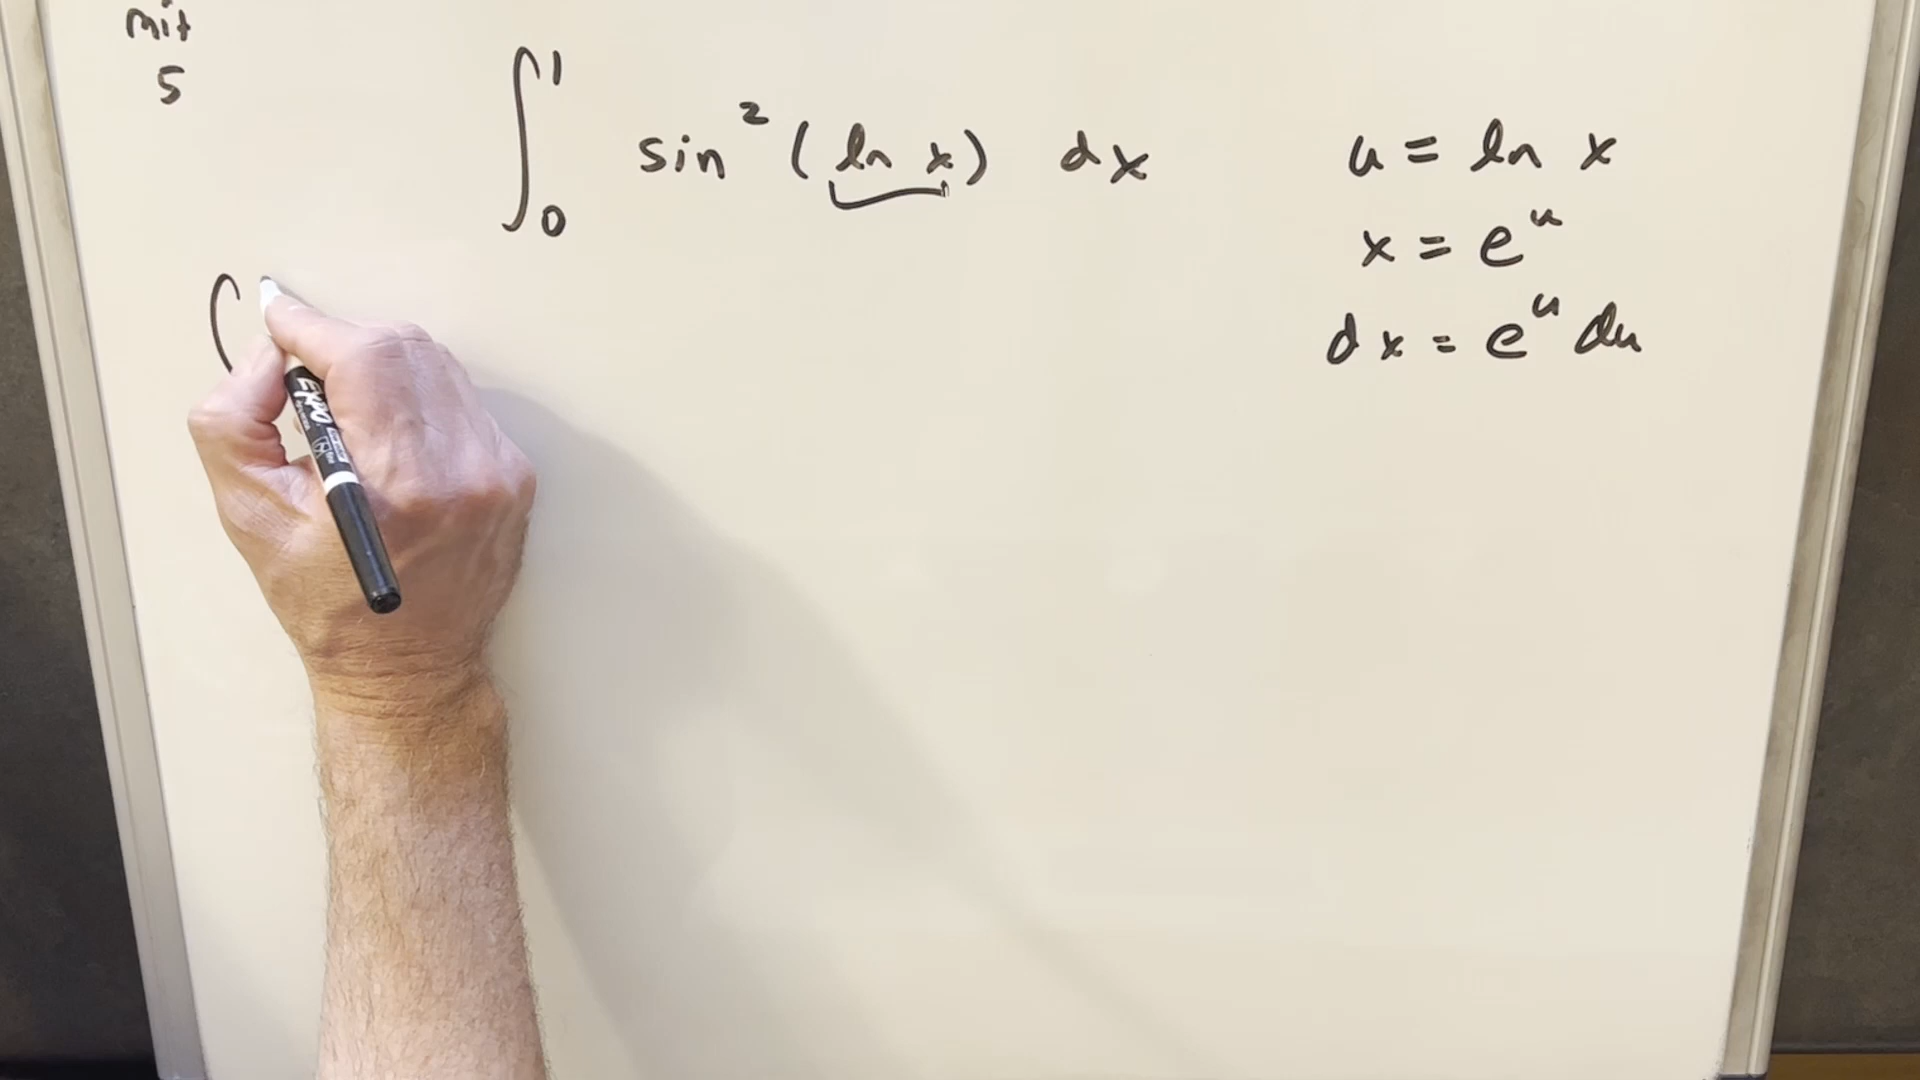 mit
5
∫₀¹ sin² (ln x) dx
u = ln x
x = eᵘ
dx = eᵘ du
∫
EXPO